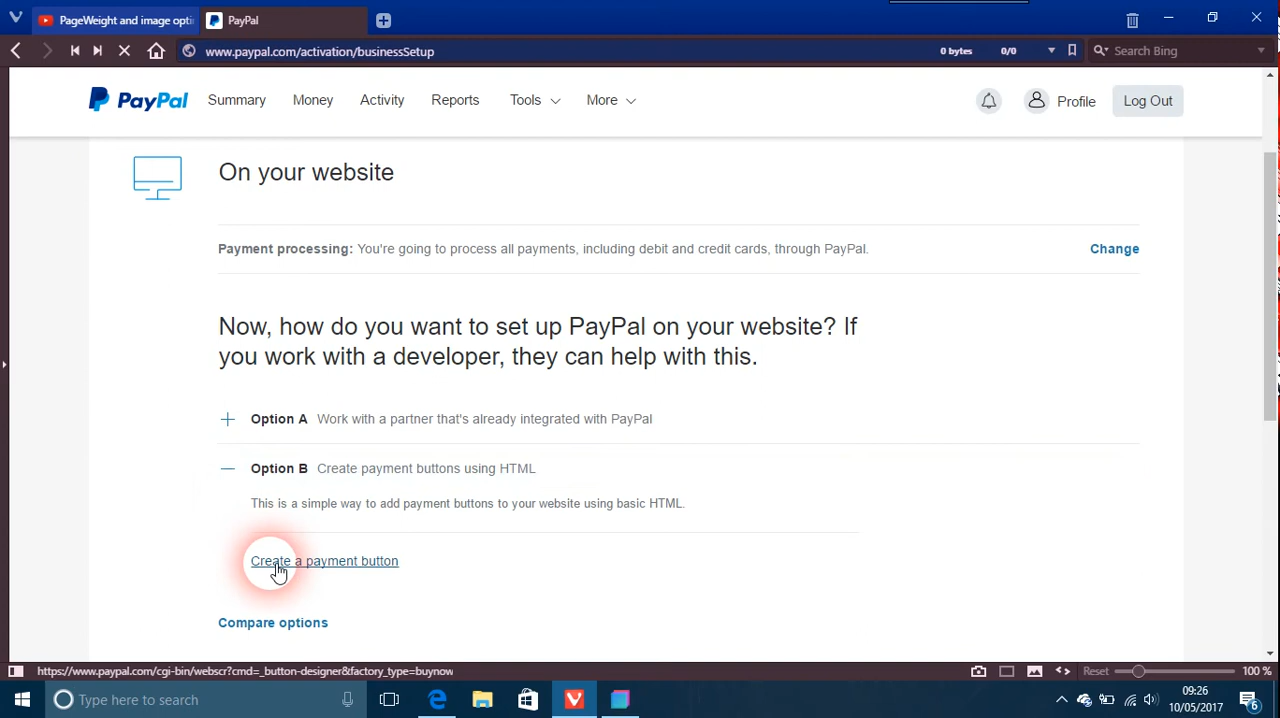 PageWeight and image opti
PayPal
www.paypal.com/activation/businessSetup
0 bytes
0/0
Search Bing
PayPal
Summary
Money
Activity
Reports
Tools
More
Profile
Log Out
On your website
Payment processing: You're going to process all payments, including debit and credit cards, through PayPal.
Change
Now, how do you want to set up PayPal on your website? If
you work with a developer, they can help with this.
Option A Work with a partner that's already integrated with PayPal
Option B Create payment buttons using HTML
This is a simple way to add payment buttons to your website using basic HTML.
Create a payment button
Compare options
https://www.paypal.com/cgi-bin/webscr?cmd=_button-designer&factory_type=buynow
Reset
100 %
Type here to search
09:26
10/05/2017
6